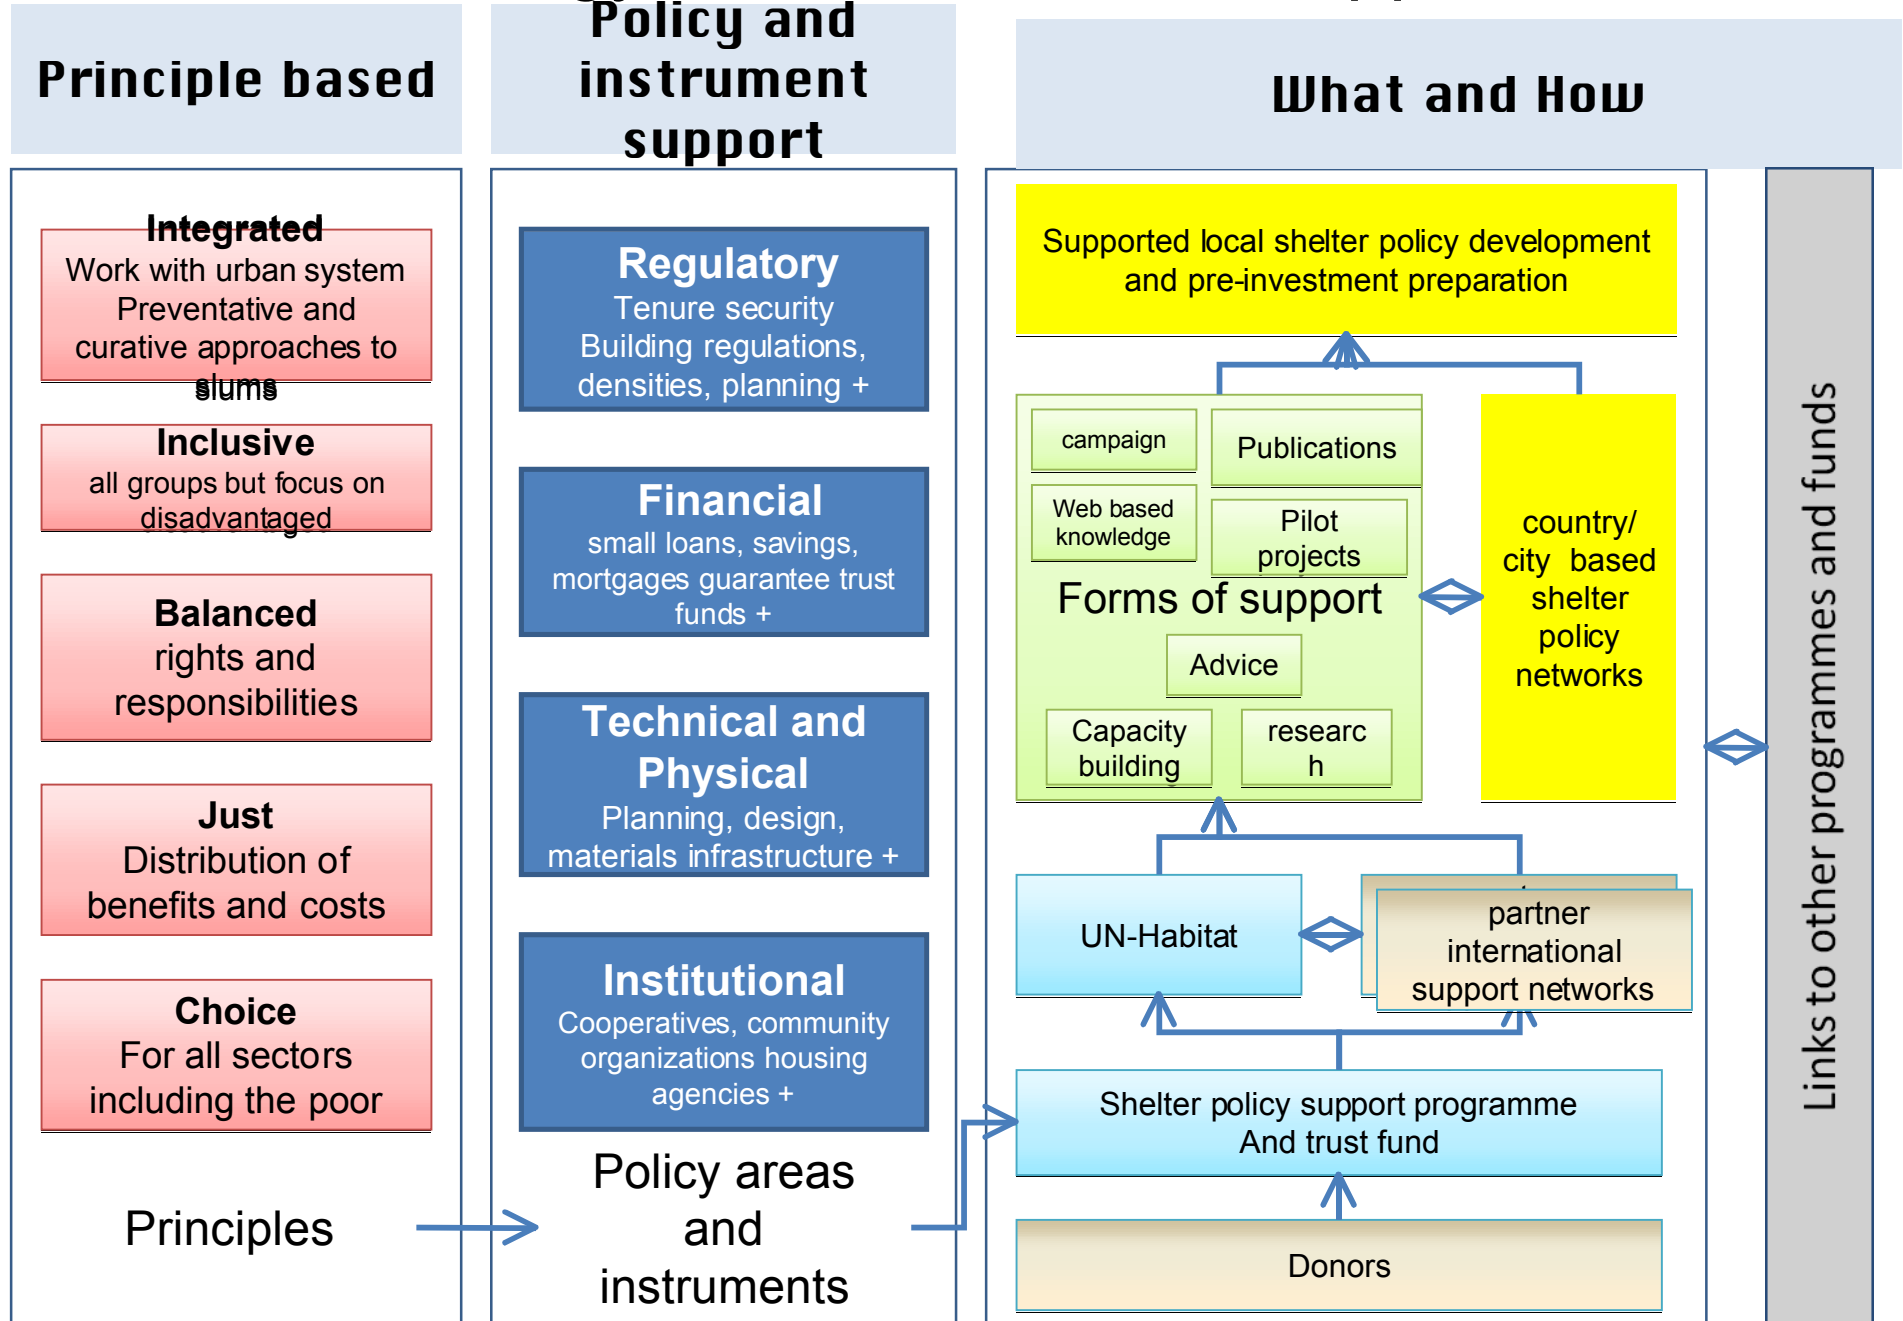 Principle based
Policy and
instrument
support
What and How
Integrated
Work with urban system
Preventative and
curative approaches to
slums
Inclusive
all groups but focus on
disadvantaged
Balanced
rights and
responsibilities
Just
Distribution of
benefits and costs
Choice
For all sectors
including the poor
Principles
Regulatory
Tenure security
Building regulations,
densities, planning +
Financial
small loans, savings,
mortgages guarantee trust
funds +
Technical and
Physical
Planning, design,
materials infrastructure +
Institutional
Cooperatives, community
organizations housing
agencies +
Policy areas
and
instruments
Supported local shelter policy development
and pre-investment preparation
campaign
Publications
Web based
knowledge
Pilot
projects
Forms of support
Advice
Capacity
building
researc
h
country/
city  based
shelter
policy
networks
UN-Habitat
partner
international
support networks
Shelter policy support programme
And trust fund
Donors
Links to other programmes and funds